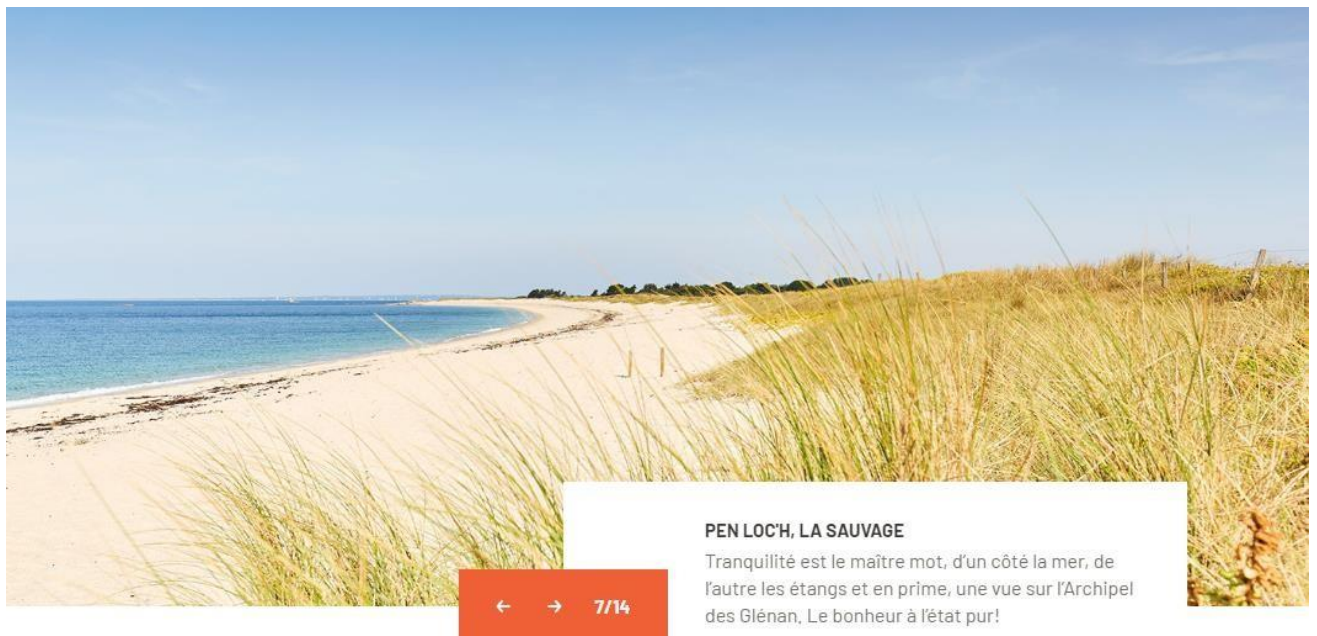 PEN LOC'H, LA SAUVAGE
Tranquilité est le maître mot, d’un côté la mer, de
l’autre les étangs et en prime, une vue sur l’Archipel
des Glénan. Le bonheur à l’état pur!
← → 7/14